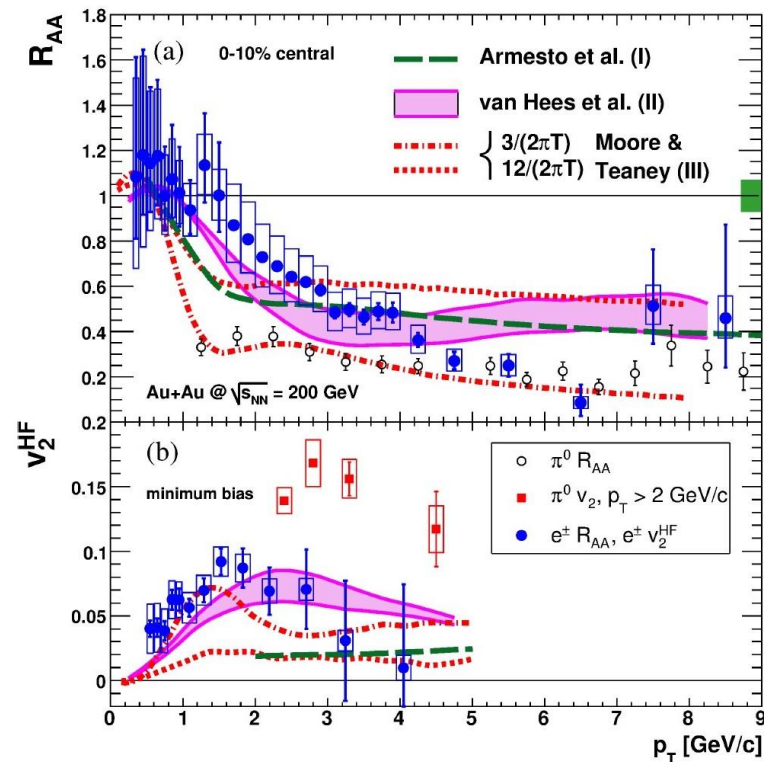 R_AA
1.8
1.6
1.4
1.2
1
0.8
0.6
0.4
0.2
(a)
0-10% central
Armesto et al. (I)
van Hees et al. (II)
3/(2πT) Moore &
12/(2πT) Teaney (III)
Au+Au @ √s_NN = 200 GeV
v_2^HF
0.2
0.15
0.1
0.05
0
(b)
minimum bias
π⁰ R_AA
π⁰ v_2, p_T > 2 GeV/c
e± R_AA, e± v_2^HF
0 1 2 3 4 5 6 7 8 9
p_T [GeV/c]